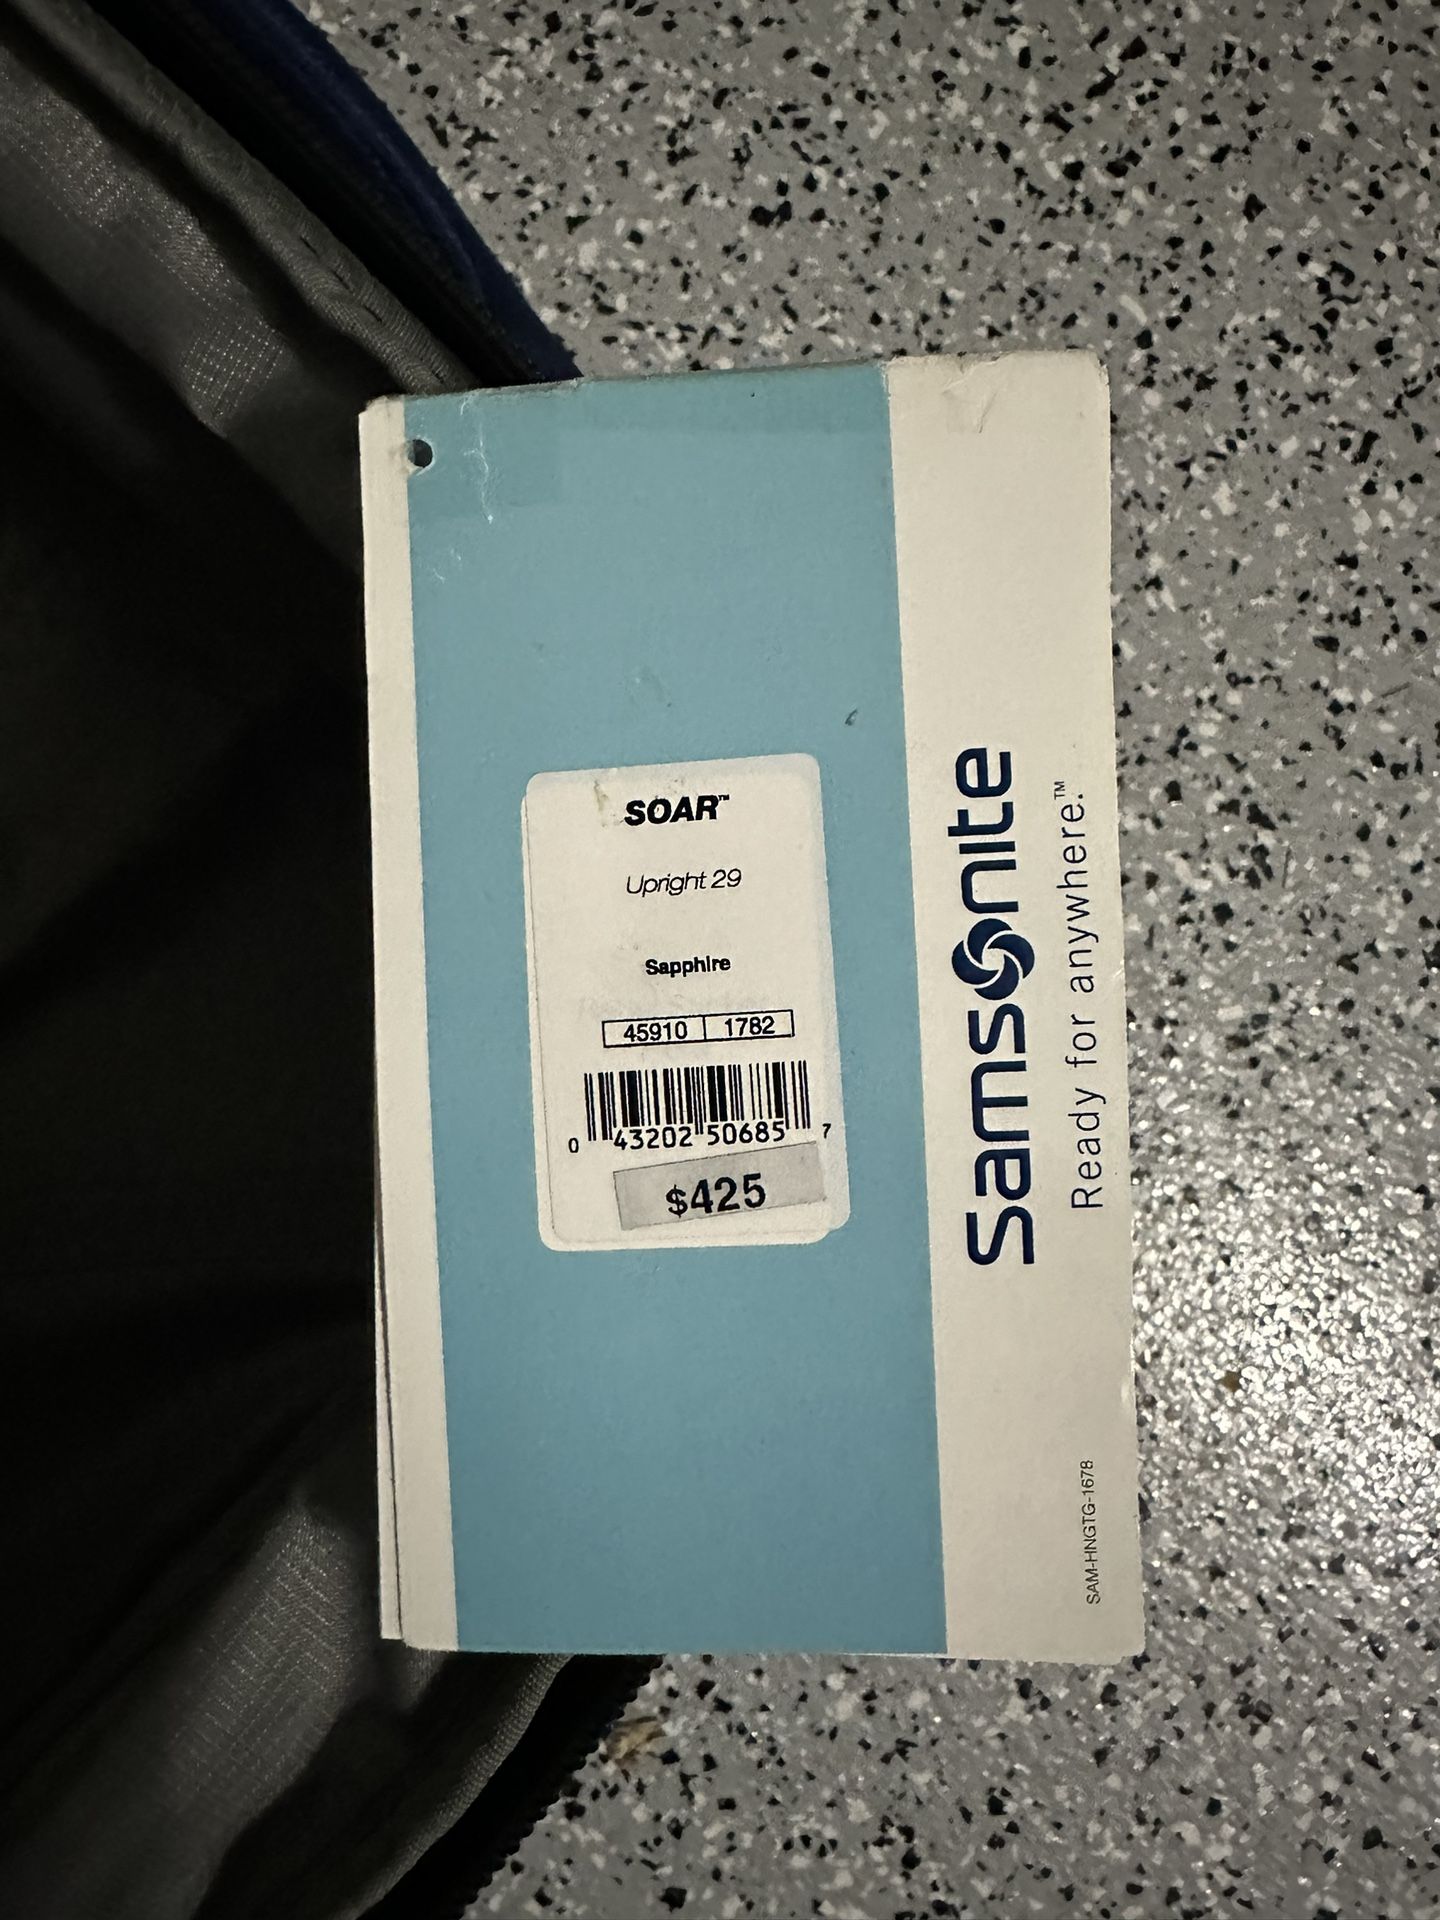 SOAR™
Upright 29
Sapphire
45910 1782
0 43202 50685 7
$425
Samsonite
Ready for anywhere.™
SAM-HNGTG-1678